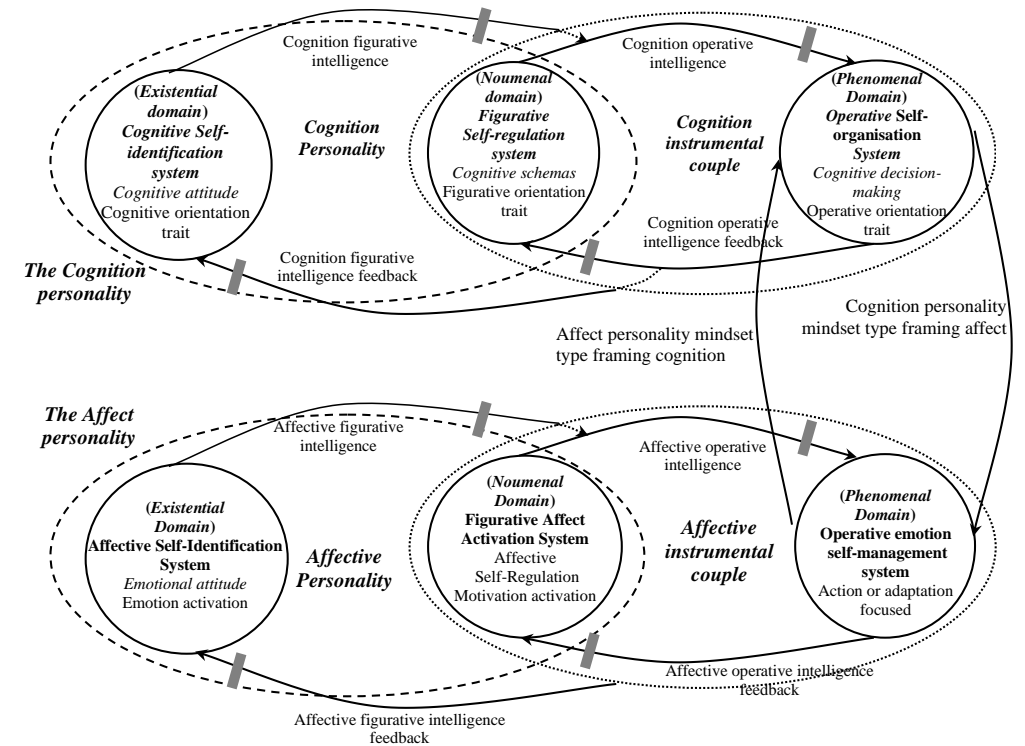 Cognition figurative
intelligence
Cognition operative
intelligence
(Existential
domain)
Cognitive Self-
identification
system
Cognitive attitude
Cognitive orientation
trait
Cognition
Personality
(Noumenal
domain)
Figurative
Self-regulation
system
Cognitive schemas
Figurative orientation
trait
Cognition
instrumental
couple
(Phenomenal
Domain)
Operative Self-
organisation
System
Cognitive decision-
making
Operative orientation
trait
Cognition operative
intelligence feedback
Cognition figurative
intelligence feedback
The Cognition
personality
Affect personality mindset
type framing cognition
Cognition personality
mindset type framing affect
The Affect
personality
Affective figurative
intelligence
Affective operative
intelligence
(Existential
Domain)
Affective Self-Identification
System
Emotional attitude
Emotion activation
Affective
Personality
(Noumenal
Domain)
Figurative Affect
Activation System
Affective
Self-Regulation
Motivation activation
Affective
instrumental
couple
(Phenomenal
Domain)
Operative emotion
self-management
system
Action or adaptation
focused
Affective operative intelligence
feedback
Affective figurative intelligence
feedback